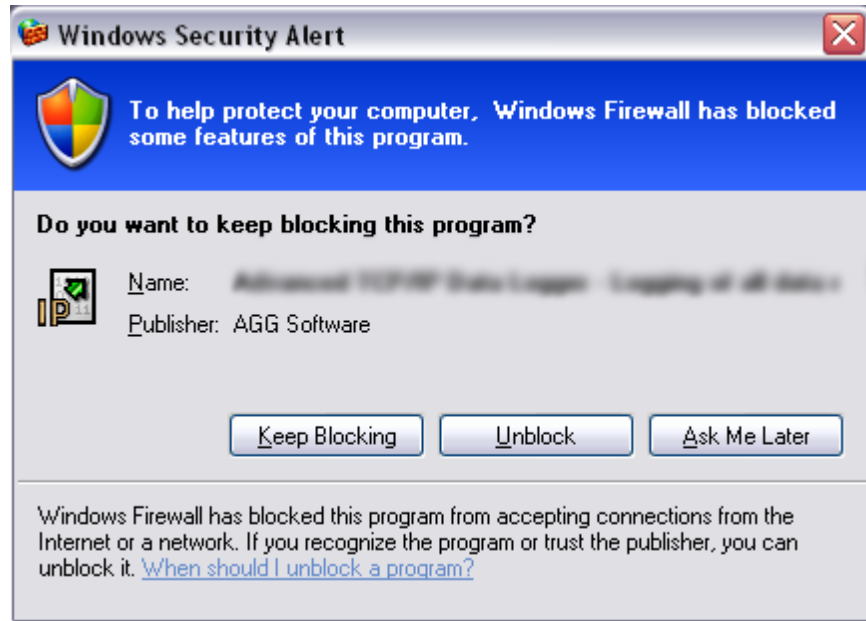 Windows Security Alert
To help protect your computer, Windows Firewall has blocked
some features of this program.
Do you want to keep blocking this program?
Name:
Publisher: AGG Software
Keep Blocking Unblock Ask Me Later
Windows Firewall has blocked this program from accepting connections from the
Internet or a network. If you recognize the program or trust the publisher, you can
unblock it. When should I unblock a program?